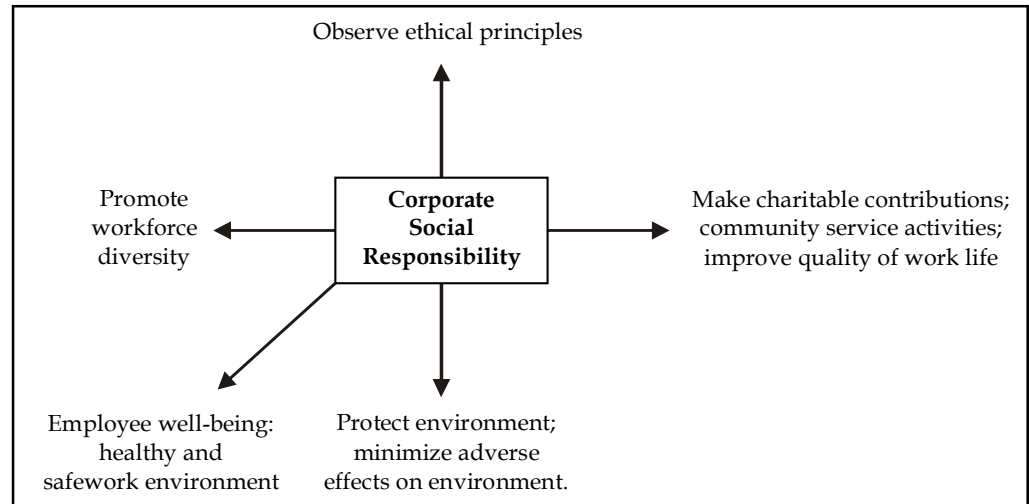 Observe ethical principles
Promote
workforce
diversity
Corporate
Social
Responsibility
Make charitable contributions;
community service activities;
improve quality of work life
Employee well-being:
healthy and
safework environment
Protect environment;
minimize adverse
effects on environment.